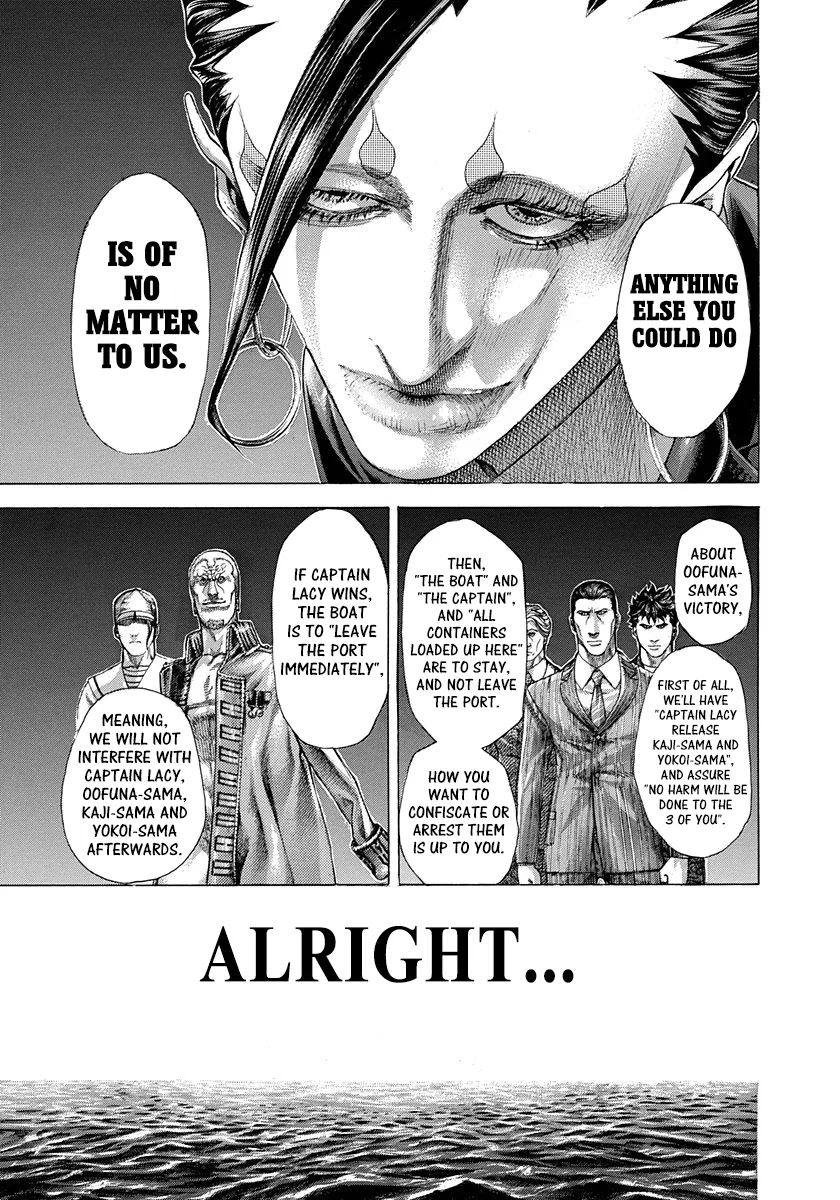 ANYTHING
ELSE YOU
COULD DO
IS OF
NO
MATTER
TO US.
ABOUT
OOFUNA-
SAMA'S
VICTORY,
FIRST OF ALL,
WE'LL HAVE
"CAPTAIN LACY
RELEASE
KAJI-SAMA AND
YOKOI-SAMA",
AND ASSURE
"NO HARM WILL BE
DONE TO THE
3 OF YOU".
THEN,
"THE BOAT" AND
"THE CAPTAIN",
AND "ALL
CONTAINERS
LOADED UP HERE"
ARE TO STAY,
AND NOT LEAVE
THE PORT.
HOW YOU
WANT TO
CONFISCATE OR
ARREST THEM
IS UP TO YOU.
IF CAPTAIN
LACY WINS,
THE BOAT
IS TO "LEAVE
THE PORT
IMMEDIATELY",
MEANING,
WE WILL NOT
INTERFERE WITH
CAPTAIN LACY,
OOFUNA-SAMA,
KAJI-SAMA AND
YOKOI-SAMA
AFTERWARDS.
ALRIGHT...